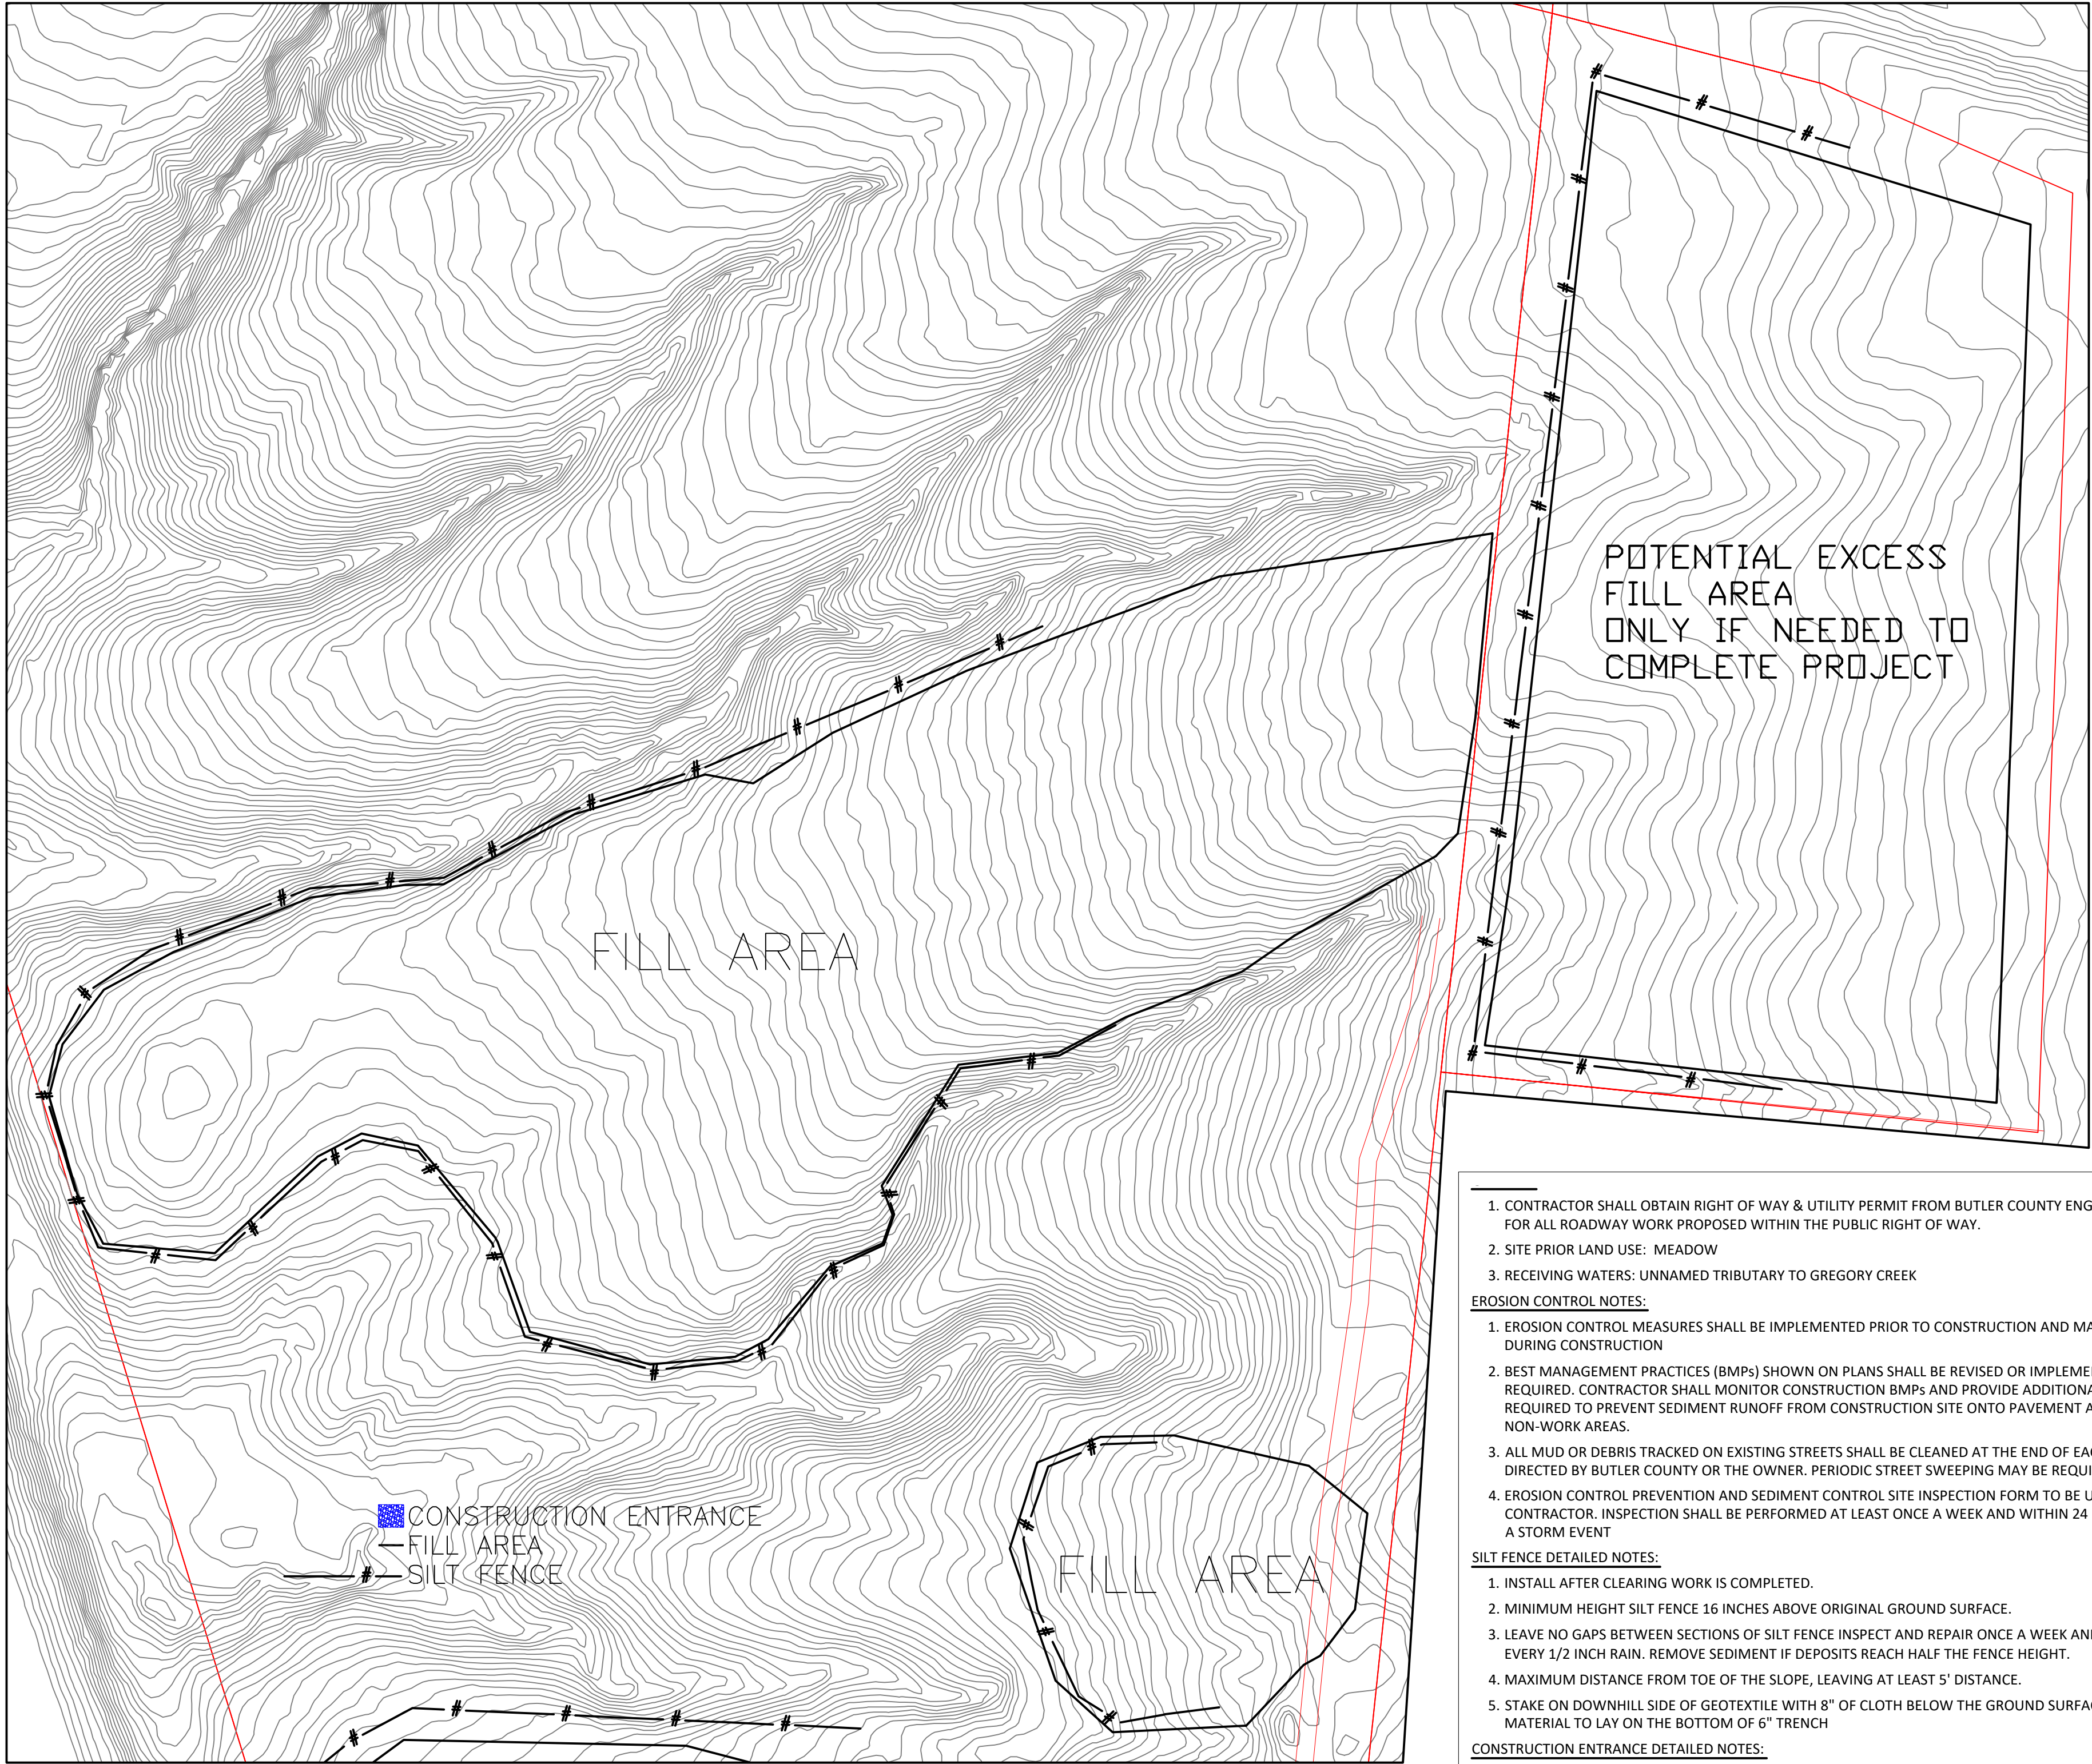 POTENTIAL EXCESS
FILL AREA
ONLY IF NEEDED TO
COMPLETE PROJECT
FILL AREA
CONSTRUCTION ENTRANCE
FILL AREA
SILT FENCE
FILL AREA
1. CONTRACTOR SHALL OBTAIN RIGHT OF WAY & UTILITY PERMIT FROM BUTLER COUNTY ENG
FOR ALL ROADWAY WORK PROPOSED WITHIN THE PUBLIC RIGHT OF WAY.
2. SITE PRIOR LAND USE: MEADOW
3. RECEIVING WATERS: UNNAMED TRIBUTARY TO GREGORY CREEK
EROSION CONTROL NOTES:
1. EROSION CONTROL MEASURES SHALL BE IMPLEMENTED PRIOR TO CONSTRUCTION AND MA
DURING CONSTRUCTION
2. BEST MANAGEMENT PRACTICES (BMPs) SHOWN ON PLANS SHALL BE REVISED OR IMPLEME
REQUIRED. CONTRACTOR SHALL MONITOR CONSTRUCTION BMPs AND PROVIDE ADDITIONA
REQUIRED TO PREVENT SEDIMENT RUNOFF FROM CONSTRUCTION SITE ONTO PAVEMENT A
NON-WORK AREAS.
3. ALL MUD OR DEBRIS TRACKED ON EXISTING STREETS SHALL BE CLEANED AT THE END OF EAC
DIRECTED BY BUTLER COUNTY OR THE OWNER. PERIODIC STREET SWEEPING MAY BE REQUI
4. EROSION CONTROL PREVENTION AND SEDIMENT CONTROL SITE INSPECTION FORM TO BE U
CONTRACTOR. INSPECTION SHALL BE PERFORMED AT LEAST ONCE A WEEK AND WITHIN 24
A STORM EVENT
SILT FENCE DETAILED NOTES:
1. INSTALL AFTER CLEARING WORK IS COMPLETED.
2. MINIMUM HEIGHT SILT FENCE 16 INCHES ABOVE ORIGINAL GROUND SURFACE.
3. LEAVE NO GAPS BETWEEN SECTIONS OF SILT FENCE INSPECT AND REPAIR ONCE A WEEK AN
EVERY 1/2 INCH RAIN. REMOVE SEDIMENT IF DEPOSITS REACH HALF THE FENCE HEIGHT.
4. MAXIMUM DISTANCE FROM TOE OF THE SLOPE, LEAVING AT LEAST 5' DISTANCE.
5. STAKE ON DOWNHILL SIDE OF GEOTEXTILE WITH 8" OF CLOTH BELOW THE GROUND SURFA
MATERIAL TO LAY ON THE BOTTOM OF 6" TRENCH
CONSTRUCTION ENTRANCE DETAILED NOTES: